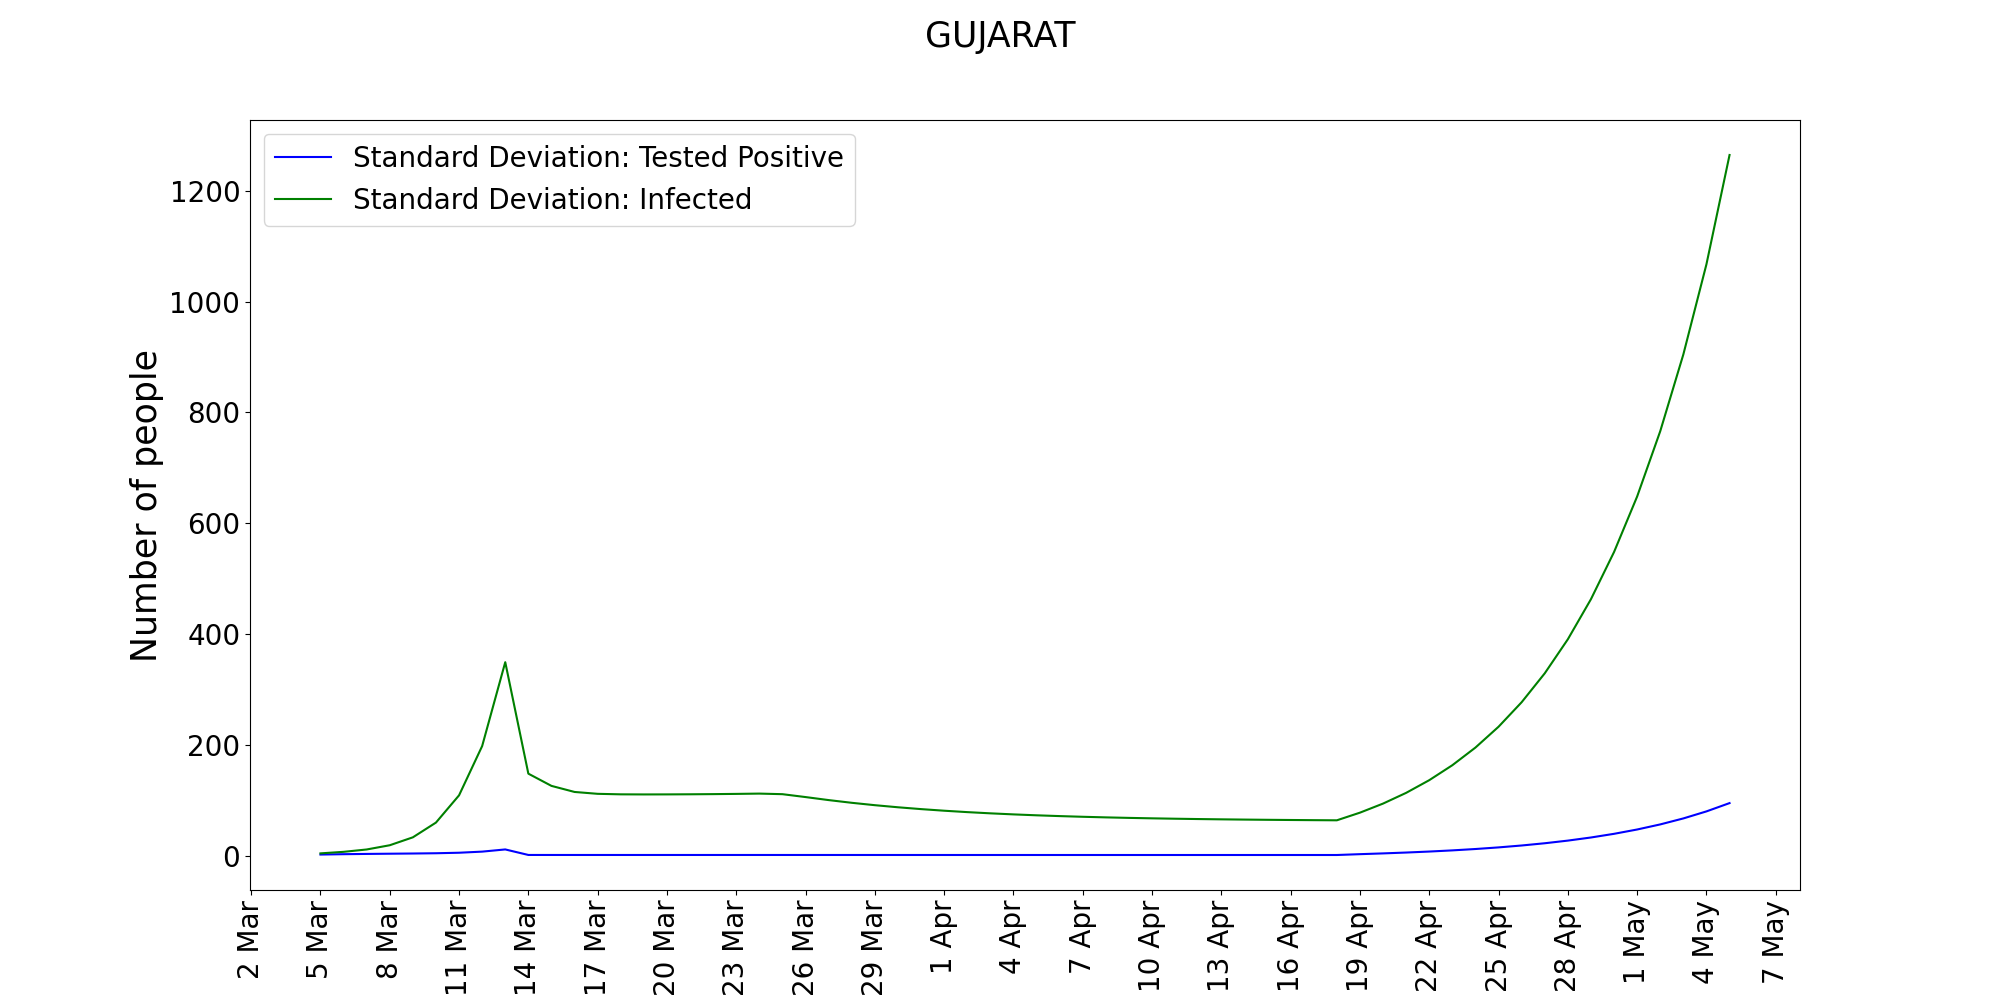 GUJARAT
Standard Deviation: Tested Positive
Standard Deviation: Infected
Number of people
1200
1000
800
600
400
200
0
2 Mar
5 Mar
8 Mar
11 Mar
14 Mar
17 Mar
20 Mar
23 Mar
26 Mar
29 Mar
1 Apr
4 Apr
7 Apr
10 Apr
13 Apr
16 Apr
19 Apr
22 Apr
25 Apr
28 Apr
1 May
4 May
7 May